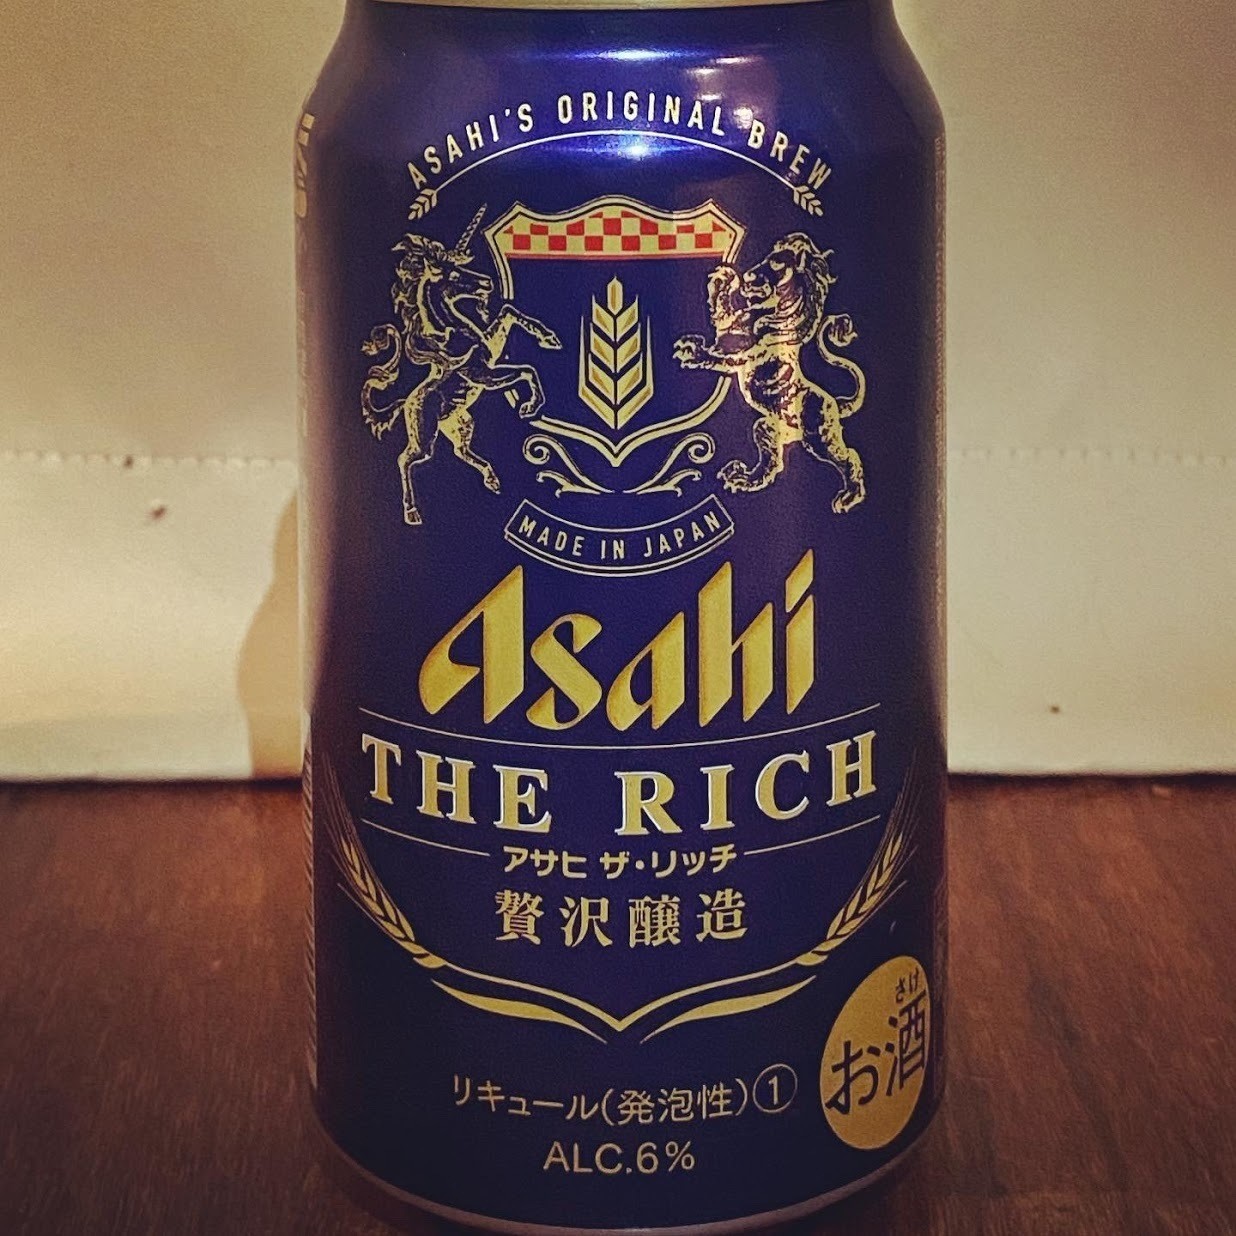 ASAHI'S ORIGINAL BREW
MADE IN JAPAN
Asahi
THE RICH
アサヒ ザ・リッチ
贅沢醸造
さけ
お酒
リキュール(発泡性)①
ALC.6%